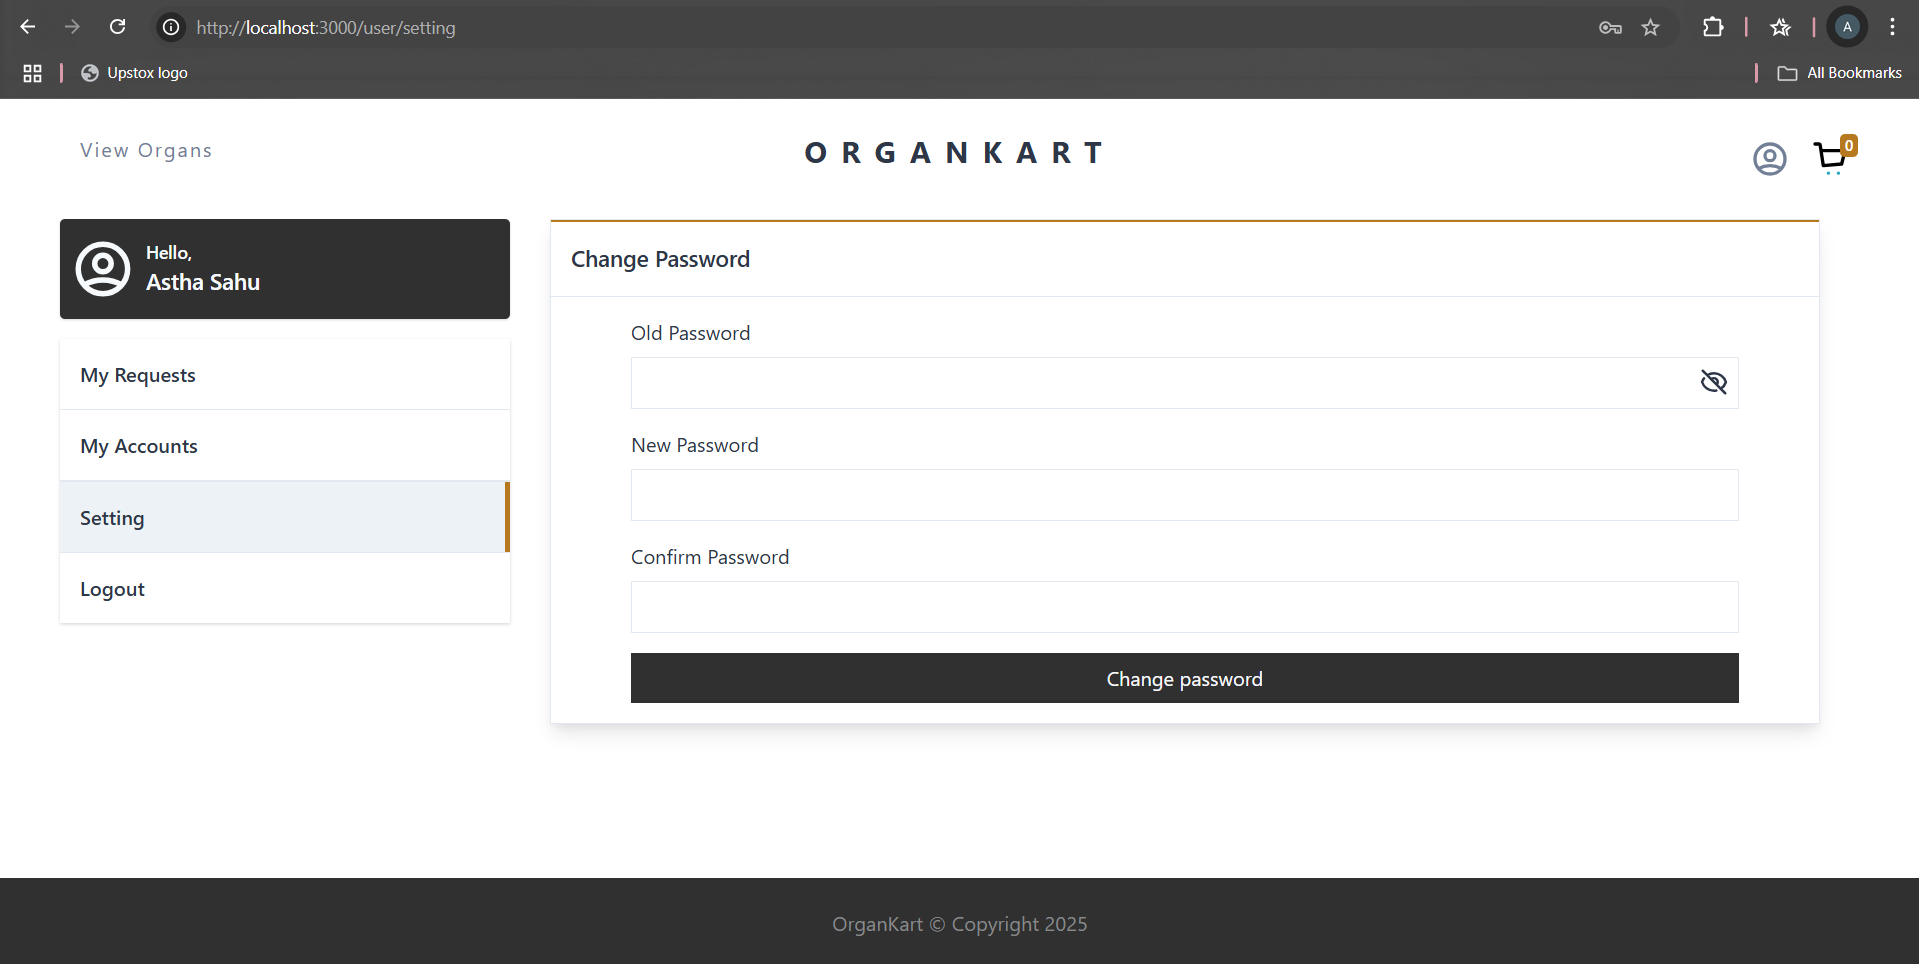 http://localhost:3000/user/setting
A
Upstox logo
All Bookmarks
View Organs
ORGANKART
0
Hello,
Astha Sahu
My Requests
My Accounts
Setting
Logout
Change Password
Old Password
New Password
Confirm Password
Change password
OrganKart © Copyright 2025